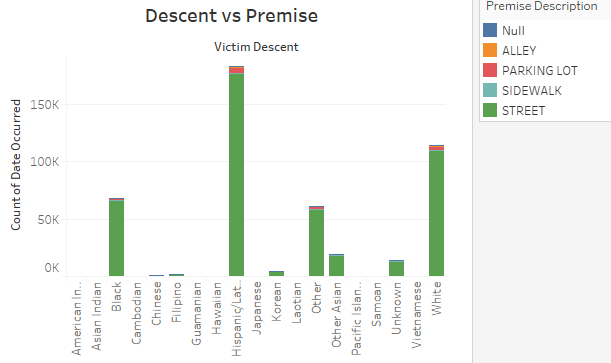 Descent vs Premise
Victim Descent
Count of Date Occurred
150K
100K
50K
0K
American In..
Asian Indian
Black
Cambodian
Chinese
Filipino
Guamanian
Hawaiian
Hispanic/Lat..
Japanese
Korean
Laotian
Other
Other Asian
Pacific Islan..
Samoan
Unknown
Vietnamese
White
Premise Description
Null
ALLEY
PARKING LOT
SIDEWALK
STREET